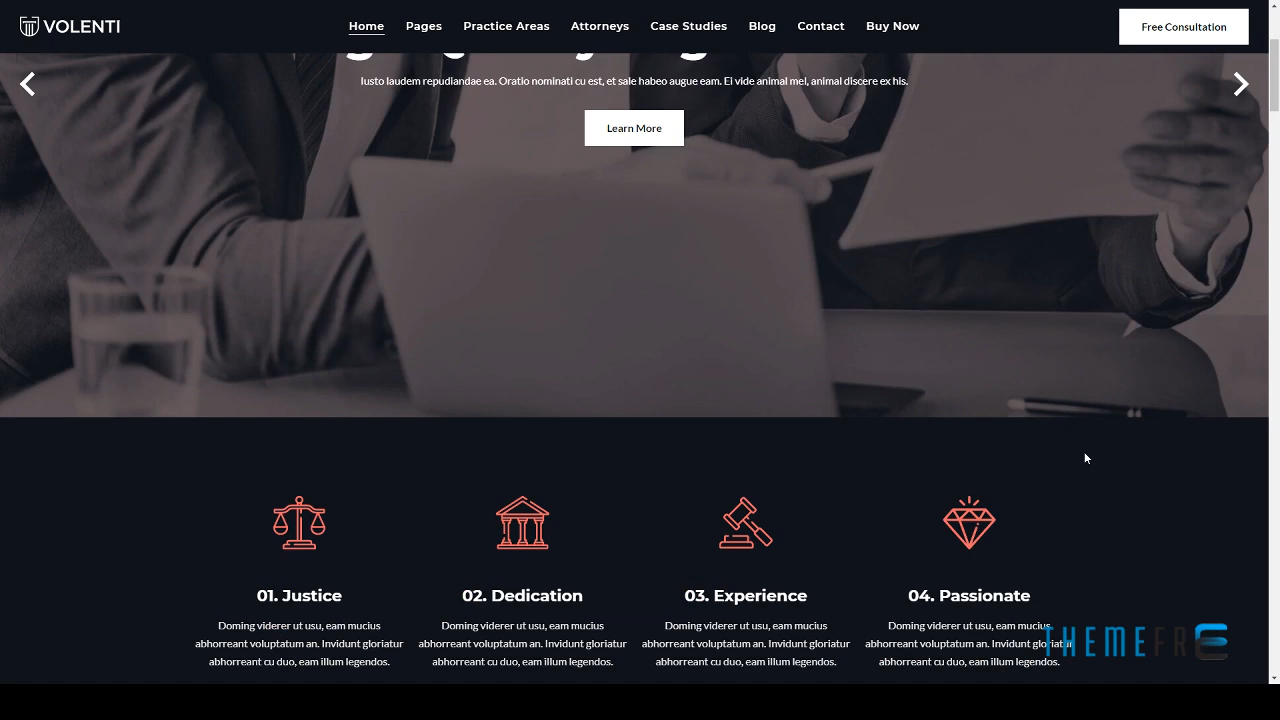 VOLENTI
Home Pages Practice Areas Attorneys Case Studies Blog Contact Buy Now
Free Consultation
Iusto laudem repudiandae ea. Oratio nominati cu est, et sale habeo augue eam. Ei vide animal mei, animal discere ex his.
Learn More
01. Justice
Doming viderer ut usu, eam mucius
abhorreant voluptatum an. Invidunt gloriatur
abhorreant cu duo, eam illum legendos.
02. Dedication
Doming viderer ut usu, eam mucius
abhorreant voluptatum an. Invidunt gloriatur
abhorreant cu duo, eam illum legendos.
03. Experience
Doming viderer ut usu, eam mucius
abhorreant voluptatum an. Invidunt gloriatur
abhorreant cu duo, eam illum legendos.
04. Passionate
Doming viderer ut usu, eam mucius
abhorreant voluptatum an. Invidunt gloriatur
abhorreant cu duo, eam illum legendos.
THEMEFRE